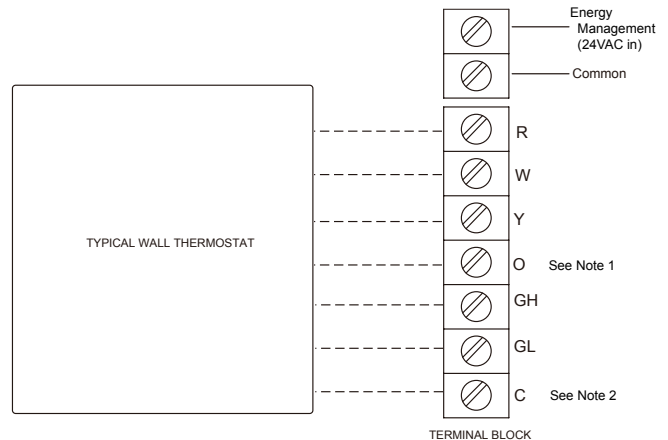 Energy
Management
(24VAC in)
Common
R
W
Y
TYPICAL WALL THERMOSTAT
O See Note 1
GH
GL
C See Note 2
TERMINAL BLOCK